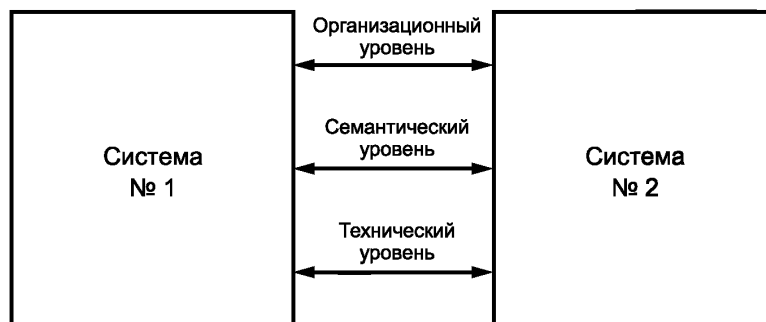 Организационный
уровень
Семантический
уровень
Система
№ 1
Система
№ 2
Технический
уровень